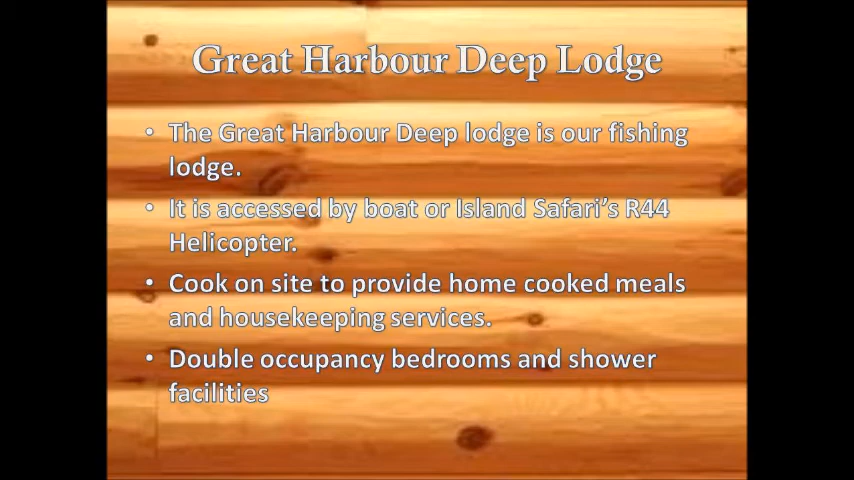 Great Harbour Deep Lodge
• The Great Harbour Deep lodge is our fishing
lodge.
• It is accessed by boat or Island Safari’s R44
Helicopter.
• Cook on site to provide home cooked meals
and housekeeping services.
• Double occupancy bedrooms and shower
facilities